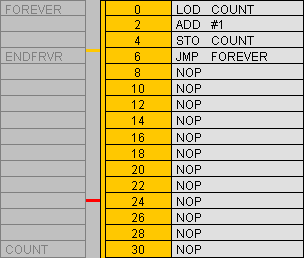 FOREVER 0 LOD COUNT
2 ADD #1
4 STO COUNT
ENDFRVR 6 JMP FOREVER
8 NOP
10 NOP
12 NOP
14 NOP
16 NOP
18 NOP
20 NOP
22 NOP
24 NOP
26 NOP
28 NOP
COUNT 30 NOP